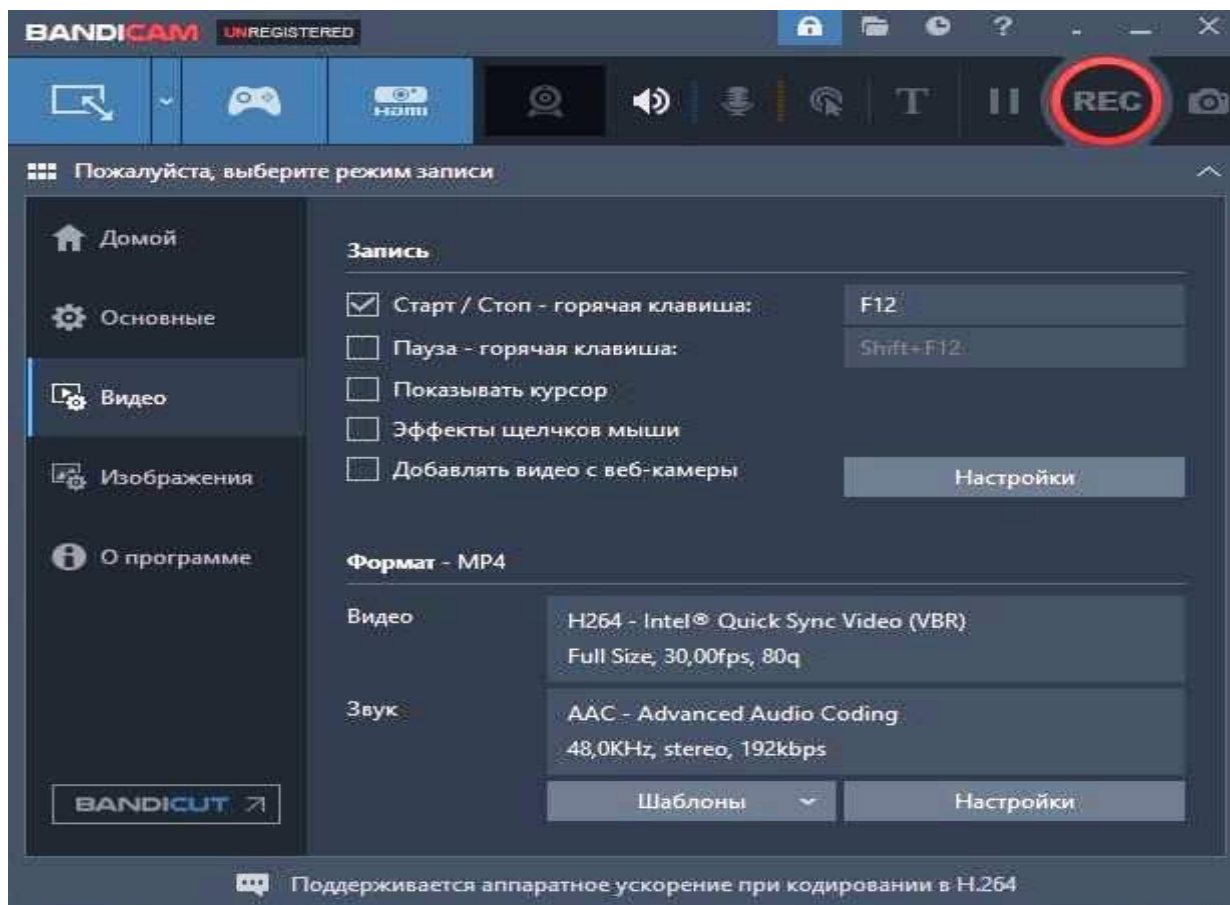 BANDICAM UNREGISTERED ?
HDMI T REC
Пожалуйста, выберите режим записи
Домой
Основные
Видео
Изображения
О программе
BANDICUT
Запись
Старт / Стоп - горячая клавиша: F12
Пауза - горячая клавиша: Shift+F12
Показывать курсор
Эффекты щелчков мыши
Добавлять видео с веб-камеры Настройки
Формат - MP4
Видео H264 - Intel® Quick Sync Video (VBR)
Full Size, 30,00fps, 80q
Звук AAC - Advanced Audio Coding
48,0KHz, stereo, 192kbps
Шаблоны Настройки
Поддерживается аппаратное ускорение при кодировании в H.264